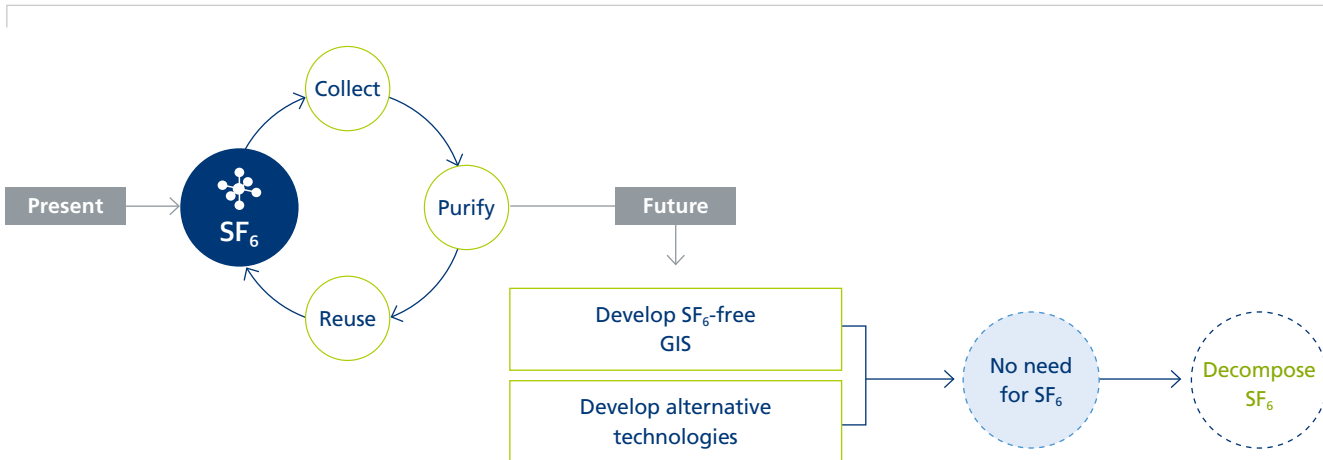 Collect
Present
SF₆
Purify
Future
Reuse
Develop SF₆-free
GIS
Develop alternative
technologies
No need
for SF₆
Decompose
SF₆